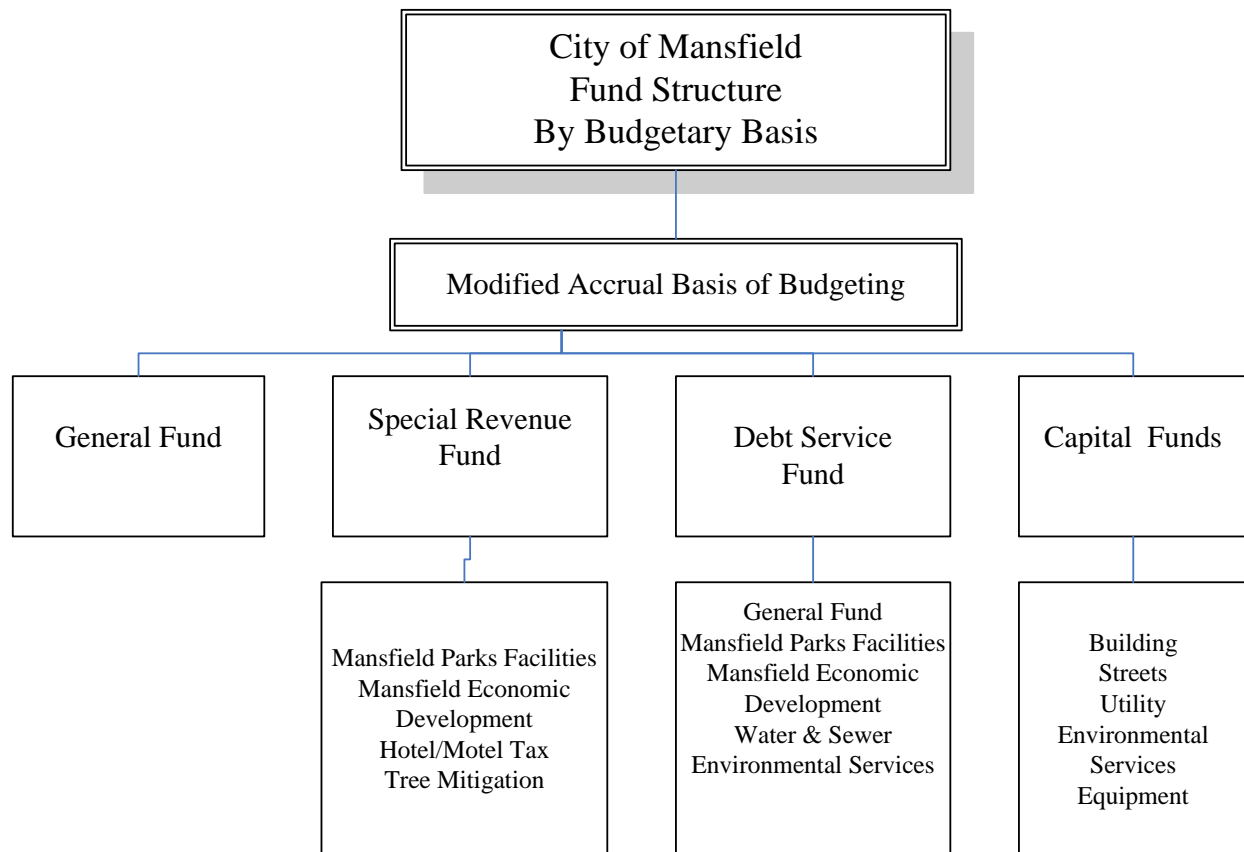 City of Mansfield
Fund Structure
By Budgetary Basis
Modified Accrual Basis of Budgeting
General Fund
Special Revenue
Fund
Debt Service
Fund
Capital Funds
Mansfield Parks Facilities
Mansfield Economic
Development
Hotel/Motel Tax
Tree Mitigation
General Fund
Mansfield Parks Facilities
Mansfield Economic
Development
Water & Sewer
Environmental Services
Building
Streets
Utility
Environmental
Services
Equipment